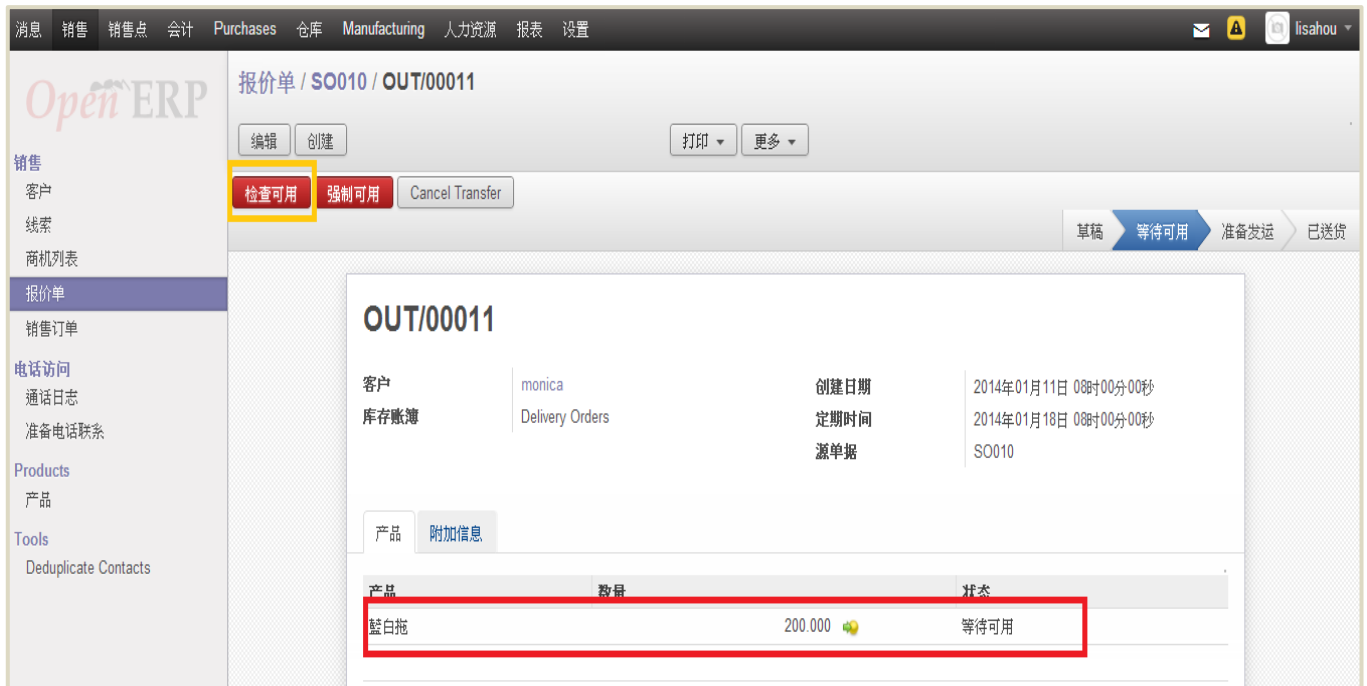 消息 销售 销售点 会计 Purchases 仓库 Manufacturing 人力资源 报表 设置 lisahou
Open ERP
报价单 / SO010 / OUT/00011
编辑 创建 打印 更多
检查可用 强制可用 Cancel Transfer
草稿 等待可用 准备发运 已送货
销售
客户
线索
商机列表
报价单
销售订单
电话访问
通话日志
准备电话联系
Products
产品
Tools
Deduplicate Contacts
OUT/00011
客户 monica 创建日期 2014年01月11日 08时00分00秒
库存账簿 Delivery Orders 定期时间 2014年01月18日 08时00分00秒
源单据 SO010
产品 附加信息
产品 数量 状态
藍白拖 200.000 等待可用